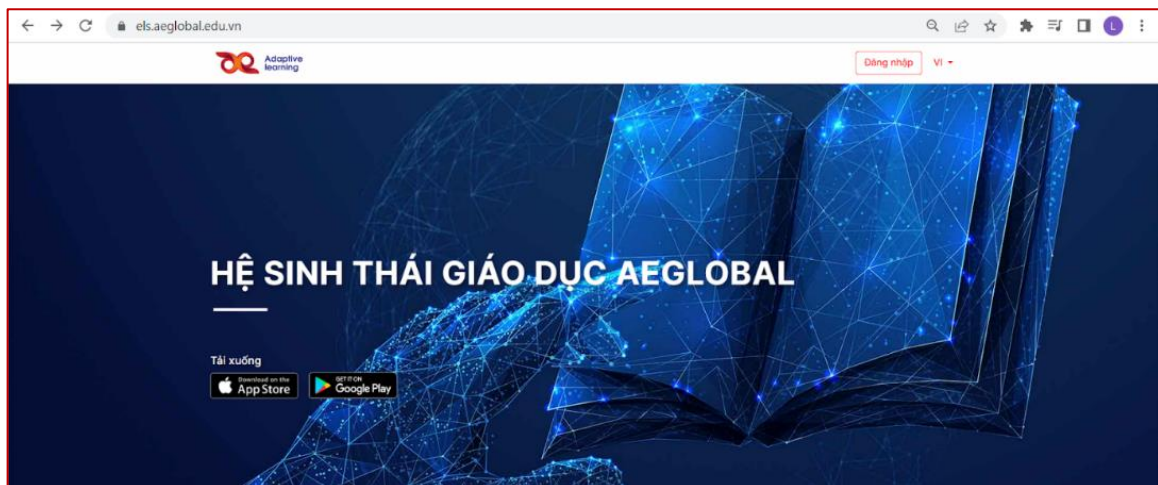 els.aeglobal.edu.vn
L
Adaptive
learning
Đăng nhập
VI
HỆ SINH THÁI GIÁO DỤC AEGLOBAL
Tải xuống
Download on the
App Store
GET IT ON
Google Play